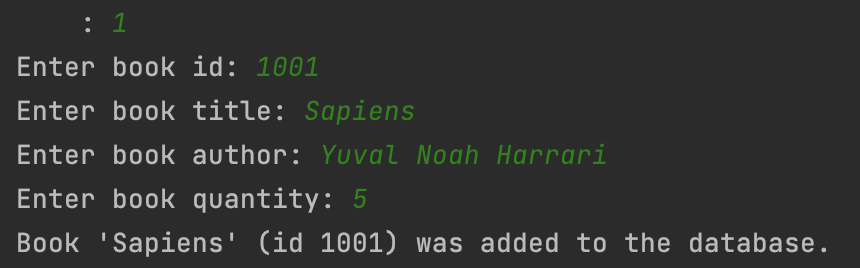 : 1
Enter book id: 1001
Enter book title: Sapiens
Enter book author: Yuval Noah Harrari
Enter book quantity: 5
Book 'Sapiens' (id 1001) was added to the database.